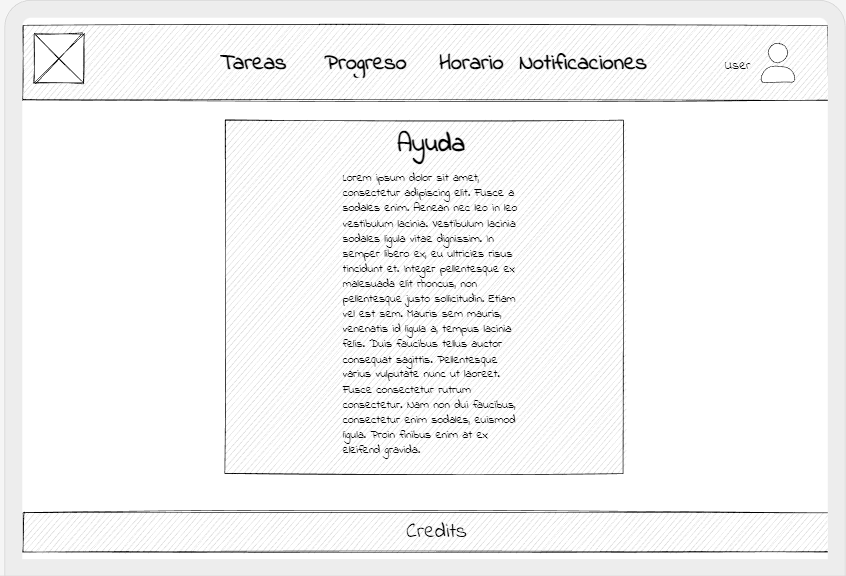 Tareas Progreso Horario Notificaciones user
Ayuda
Lorem ipsum dolor sit amet,
consectetur adipiscing elit. Fusce a
sodales enim. Aenean nec leo in leo
vestibulum lacinia. Vestibulum lacinia
sodales ligula vitae dignissim. In
semper libero ex, eu ultricies risus
tincidunt et. Integer pellentesque ex
malesuada elit rhoncus, non
pellentesque justo sollicitudin. Etiam
vel est sem. Mauris sem mauris,
venenatis id ligula a, tempus lacinia
felis. Duis faucibus tellus auctor
consequat sagittis. Pellentesque
varius vulputate nunc ut laoreet.
Fusce consectetur rutrum
consectetur. Nam non dui faucibus,
consectetur enim sodales, euismod
ligula. Proin finibus enim at ex
eleifend gravida.
Credits